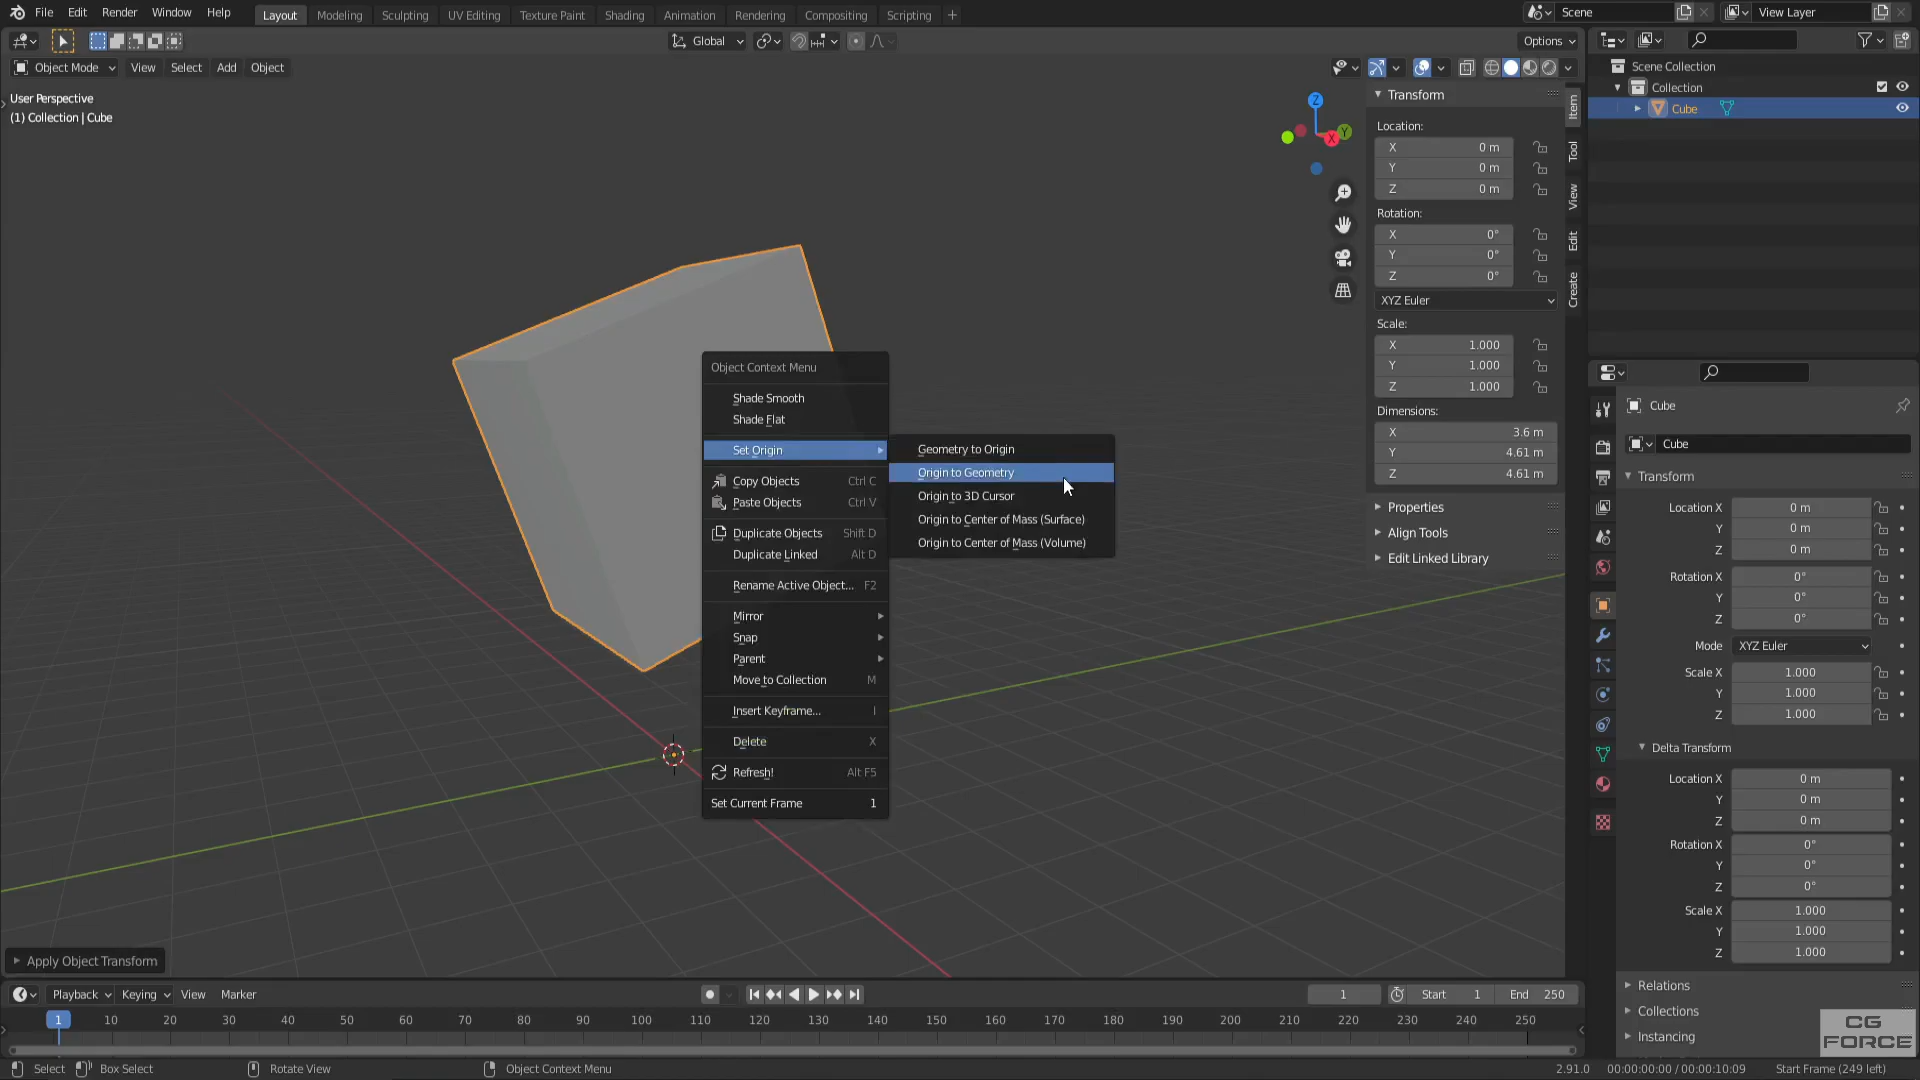 File Edit Render Window Help Layout Modeling Sculpting UV Editing Texture Paint Shading Animation Rendering Compositing Scripting + Scene View Layer
Global Options
Object Mode View Select Add Object
User Perspective
(1) Collection | Cube
Z
Y
X
Transform
Location:
X 0 m
Y 0 m
Z 0 m
Rotation:
X 0°
Y 0°
Z 0°
XYZ Euler
Scale:
X 1.000
Y 1.000
Z 1.000
Dimensions:
X 3.6 m
Y 4.61 m
Z 4.61 m
Properties
Align Tools
Edit Linked Library
Item
Tool
View
Edit
Create
Object Context Menu
Shade Smooth
Shade Flat
Set Origin
Copy Objects Ctrl C
Paste Objects Ctrl V
Duplicate Objects Shift D
Duplicate Linked Alt D
Rename Active Object... F2
Mirror
Snap
Parent
Move to Collection M
Insert Keyframe... I
Delete X
Refresh! Alt F5
Set Current Frame 1
Geometry to Origin
Origin to Geometry
Origin to 3D Cursor
Origin to Center of Mass (Surface)
Origin to Center of Mass (Volume)
Apply Object Transform
Scene Collection
Collection
Cube
Cube
Cube
Transform
Location X 0 m
Y 0 m
Z 0 m
Rotation X 0°
Y 0°
Z 0°
Mode XYZ Euler
Scale X 1.000
Y 1.000
Z 1.000
Delta Transform
Location X 0 m
Y 0 m
Z 0 m
Rotation X 0°
Y 0°
Z 0°
Scale X 1.000
Y 1.000
Z 1.000
Relations
Collections
Instancing
CG
FORCE
Playback Keying View Marker 1 Start 1 End 250
1 10 20 30 40 50 60 70 80 90 100 110 120 130 140 150 160 170 180 190 200 210 220 230 240 250
Select Box Select Rotate View Object Context Menu 2.91.0 00:00:00:00 / 00:00:10:09 Start Frame (249 left)